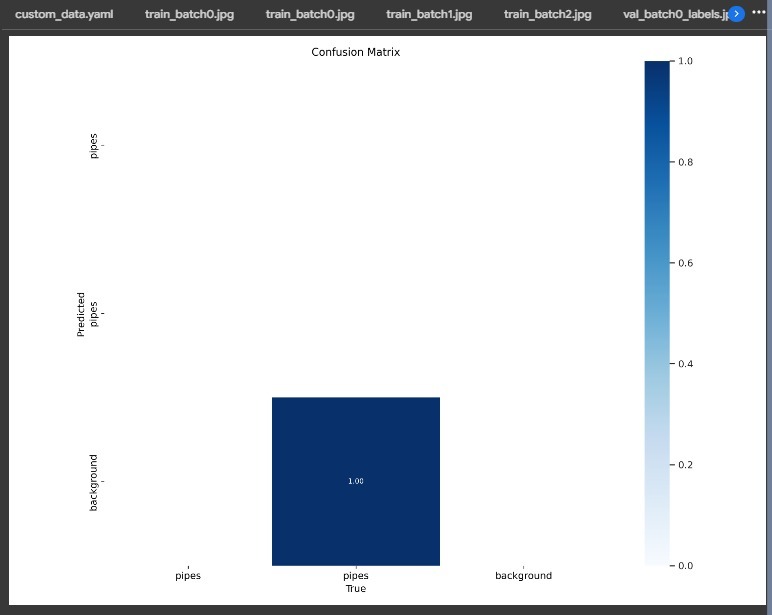 custom_data.yaml train_batch0.jpg train_batch0.jpg train_batch1.jpg train_batch2.jpg val_batch0_labels.jp
Confusion Matrix
1.0
0.8
0.6
0.4
0.2
0.0
Predicted
pipes
pipes
background
1.00
pipes pipes background
True